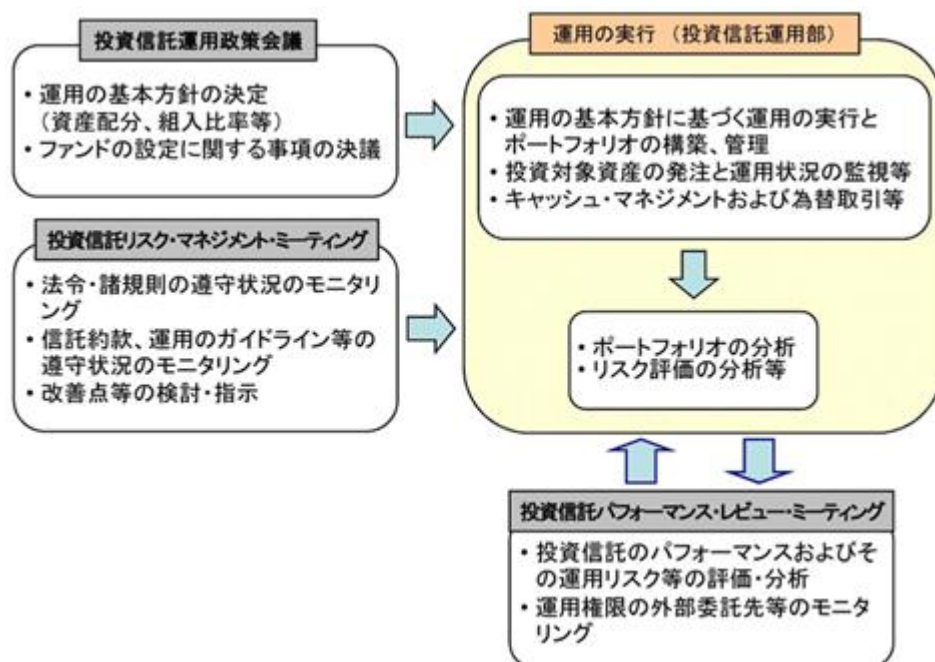 投資信託運用政策会議
・運用の基本方針の決定
（資産配分、組入比率等）
・ファンドの設定に関する事項の決議
投資信託リスク・マネジメント・ミーティング
・法令・諸規則の遵守状況のモニタリ
ング
・信託約款、運用のガイドライン等の
遵守状況のモニタリング
・改善点等の検討・指示
運用の実行 （投資信託運用部）
・運用の基本方針に基づく運用の実行と
ポートフォリオの構築、管理
・投資対象資産の発注と運用状況の監視等
・キャッシュ・マネジメントおよび為替取引等
・ポートフォリオの分析
・リスク評価の分析等
投資信託パフォーマンス・レビュー・ミーティング
・投資信託のパフォーマンスおよびそ
の運用リスク等の評価・分析
・運用権限の外部委託先等のモニタ
リング